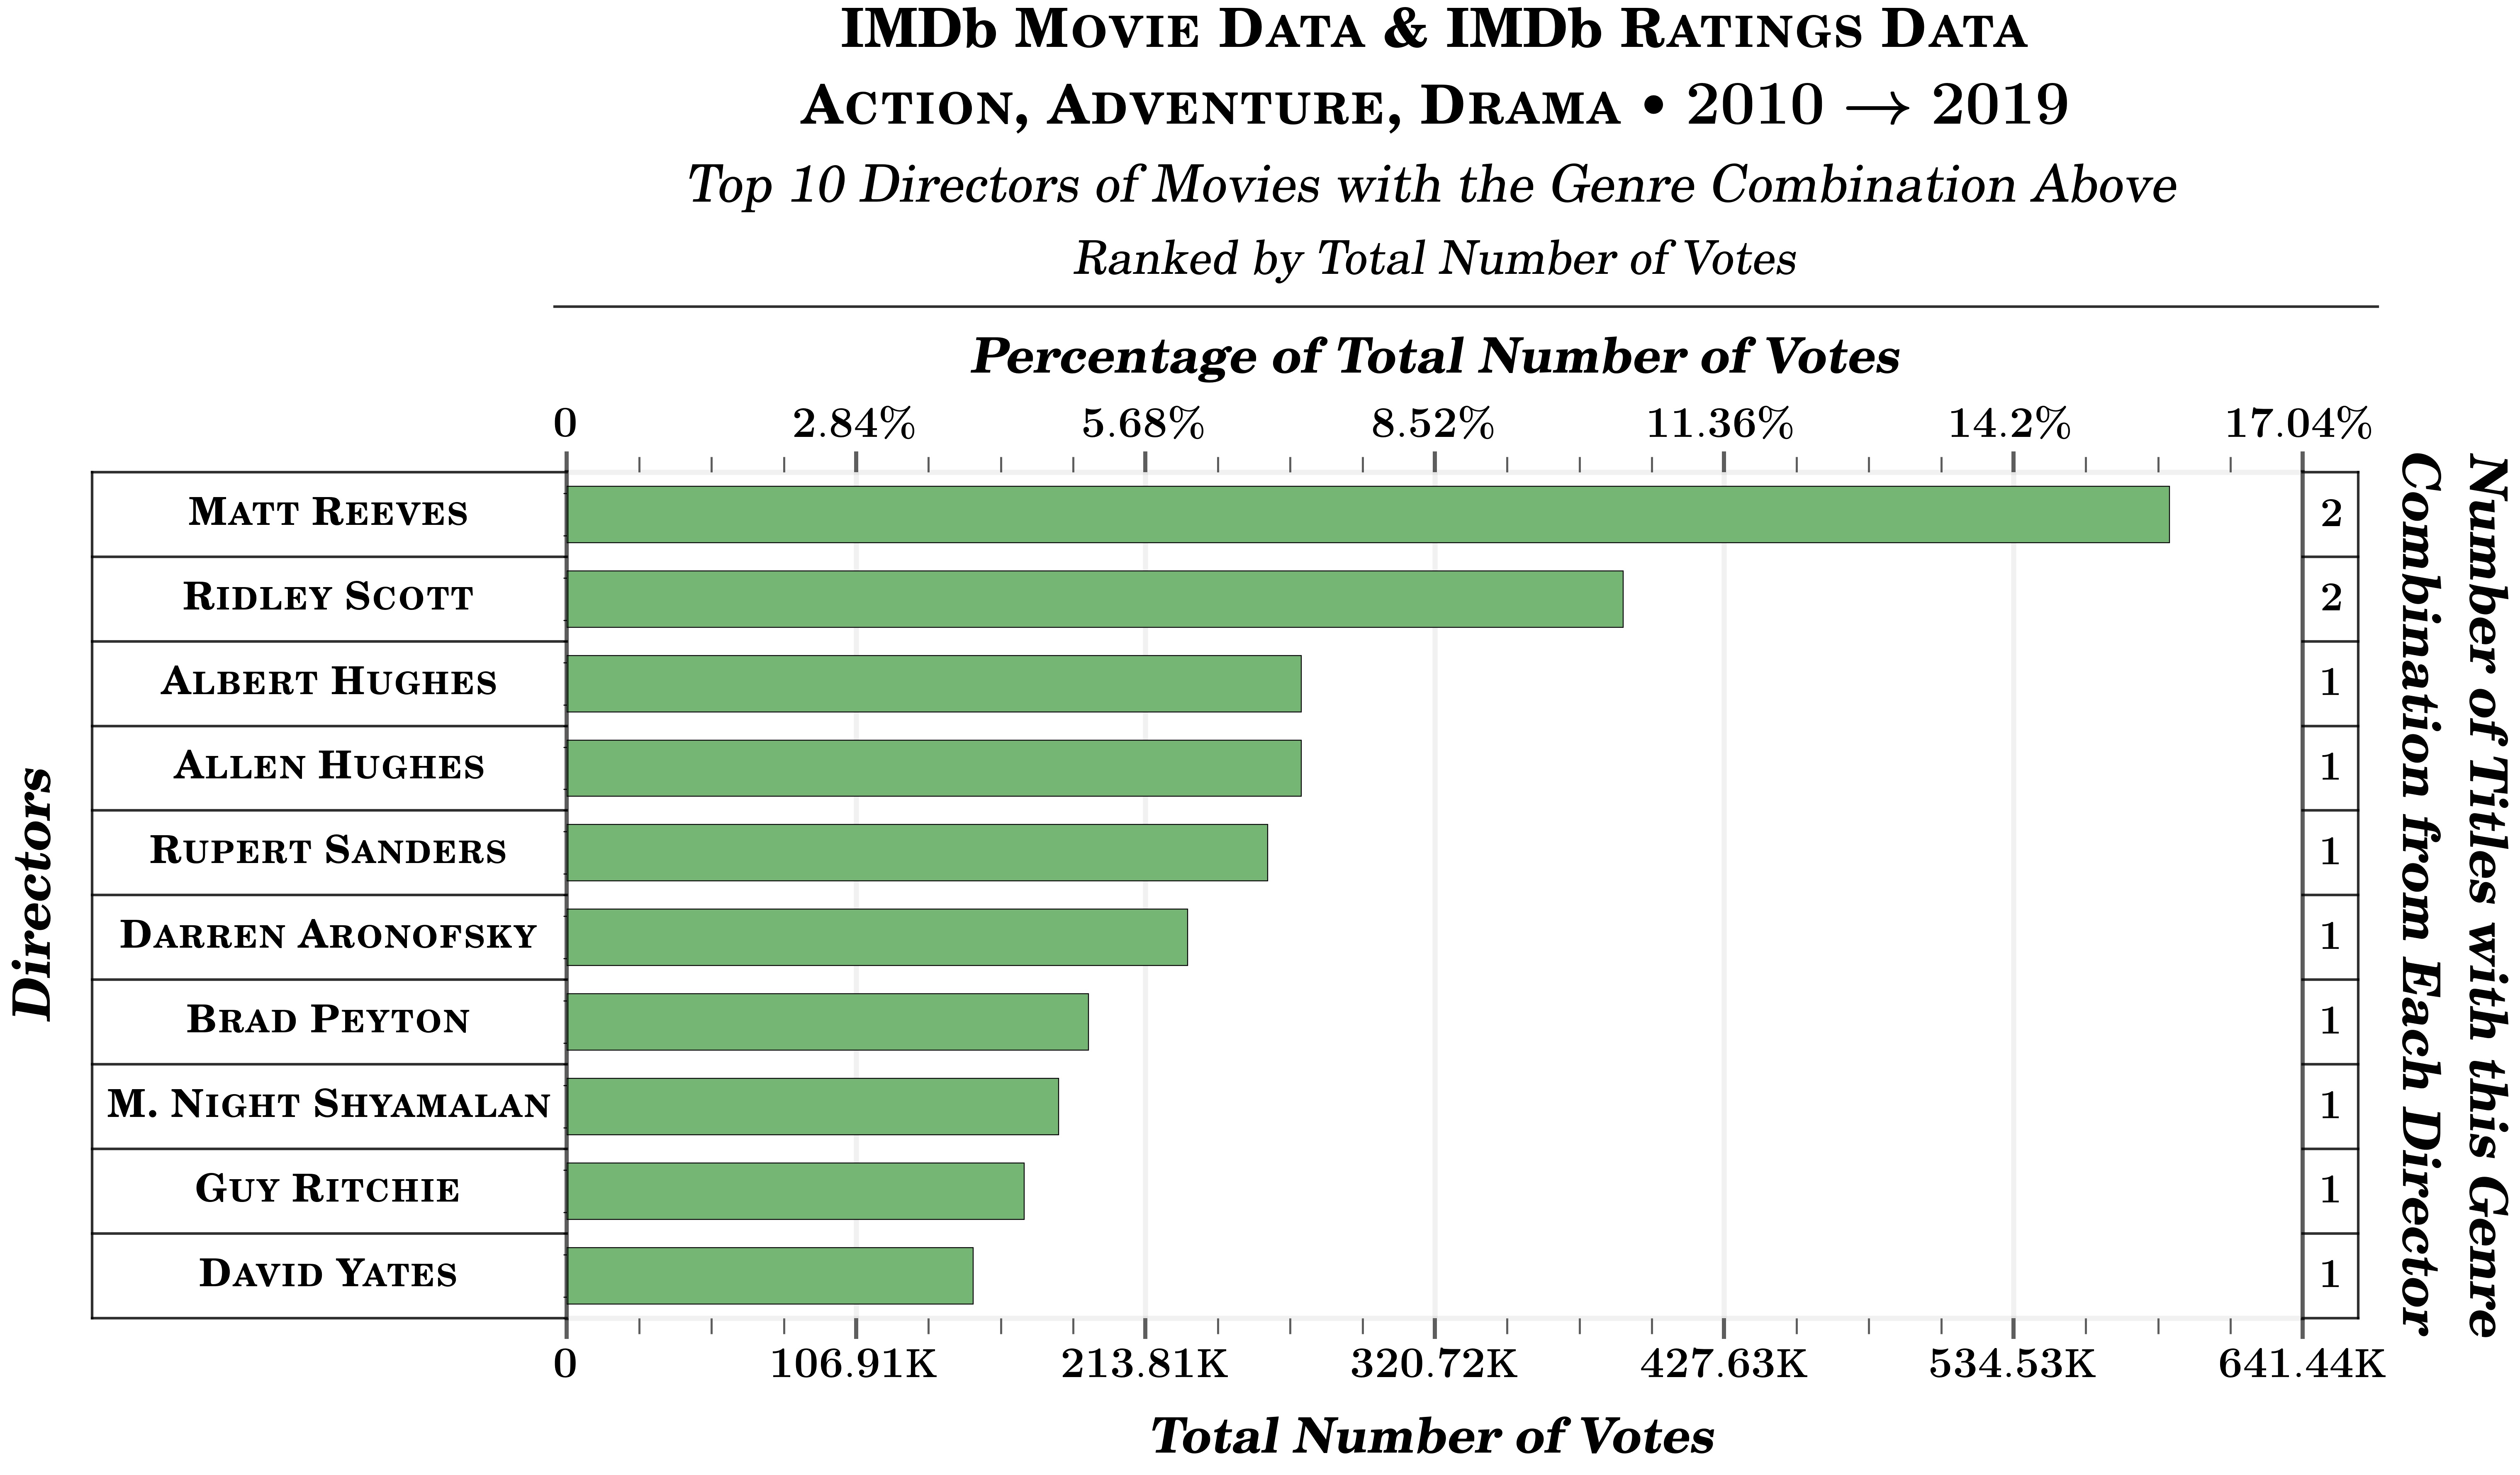 IMDb Movie Data & IMDb Ratings Data
Action, Adventure, Drama • 2010 → 2019
Top 10 Directors of Movies with the Genre Combination Above
Ranked by Total Number of Votes
Percentage of Total Number of Votes
0 2.84% 5.68% 8.52% 11.36% 14.2% 17.04%
Directors
Matt Reeves 2
Ridley Scott 2
Albert Hughes 1
Allen Hughes 1
Rupert Sanders 1
Darren Aronofsky 1
Brad Peyton 1
M. Night Shyamalan 1
Guy Ritchie 1
David Yates 1
Number of Titles with this Genre
Combination from Each Director
0 106.91K 213.81K 320.72K 427.63K 534.53K 641.44K
Total Number of Votes